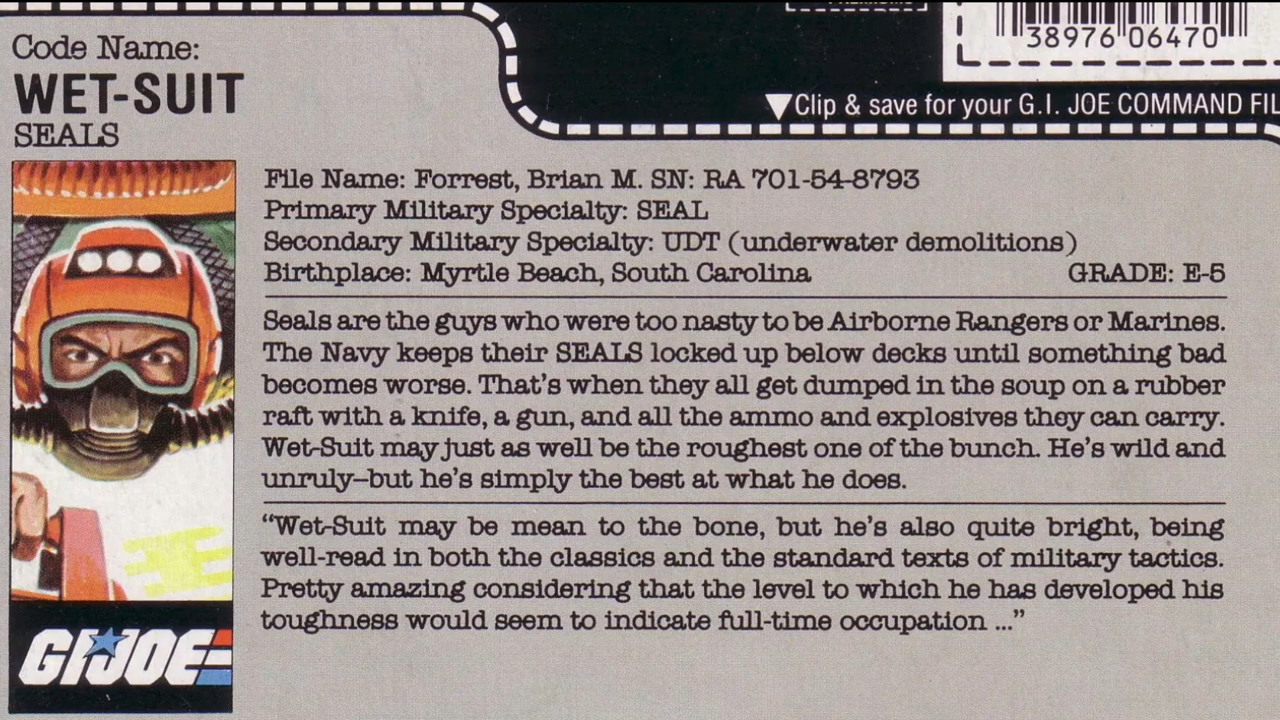 38976 06470
▼Clip & save for your G.I. JOE COMMAND FIL
Code Name:
WET-SUIT
SEALS
File Name: Forrest, Brian M. SN: RA 701-54-8793
Primary Military Specialty: SEAL
Secondary Military Specialty: UDT (underwater demolitions)
Birthplace: Myrtle Beach, South Carolina GRADE: E-5
Seals are the guys who were too nasty to be Airborne Rangers or Marines.
The Navy keeps their SEALS locked up below decks until something bad
becomes worse. That's when they all get dumped in the soup on a rubber
raft with a knife, a gun, and all the ammo and explosives they can carry.
Wet-Suit may just as well be the roughest one of the bunch. He's wild and
unruly–but he's simply the best at what he does.
“Wet-Suit may be mean to the bone, but he's also quite bright, being
well-read in both the classics and the standard texts of military tactics.
Pretty amazing considering that the level to which he has developed his
toughness would seem to indicate full-time occupation ...”
GI JOE